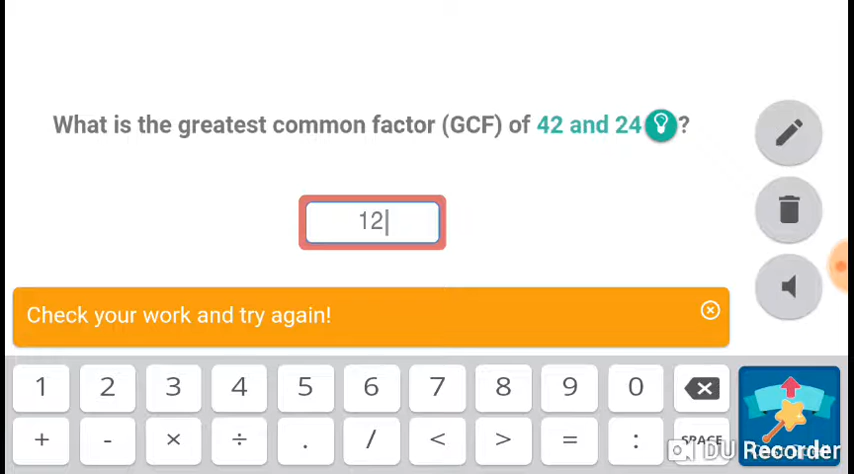 What is the greatest common factor (GCF) of 42 and 24 ?
12
Check your work and try again!
1 2 3 4 5 6 7 8 9 0
+ - × ÷ . / < > = : SPACE
DU Recorder